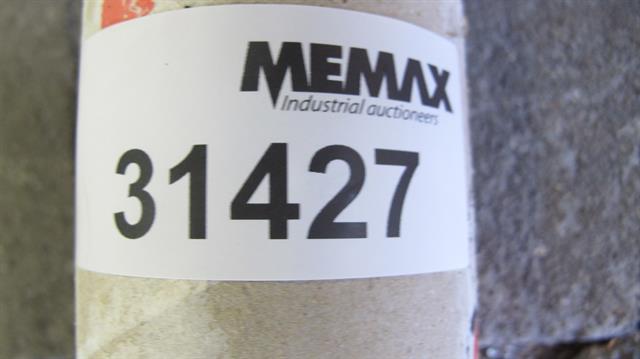 MEMAX
Industrial auctioneers
31427